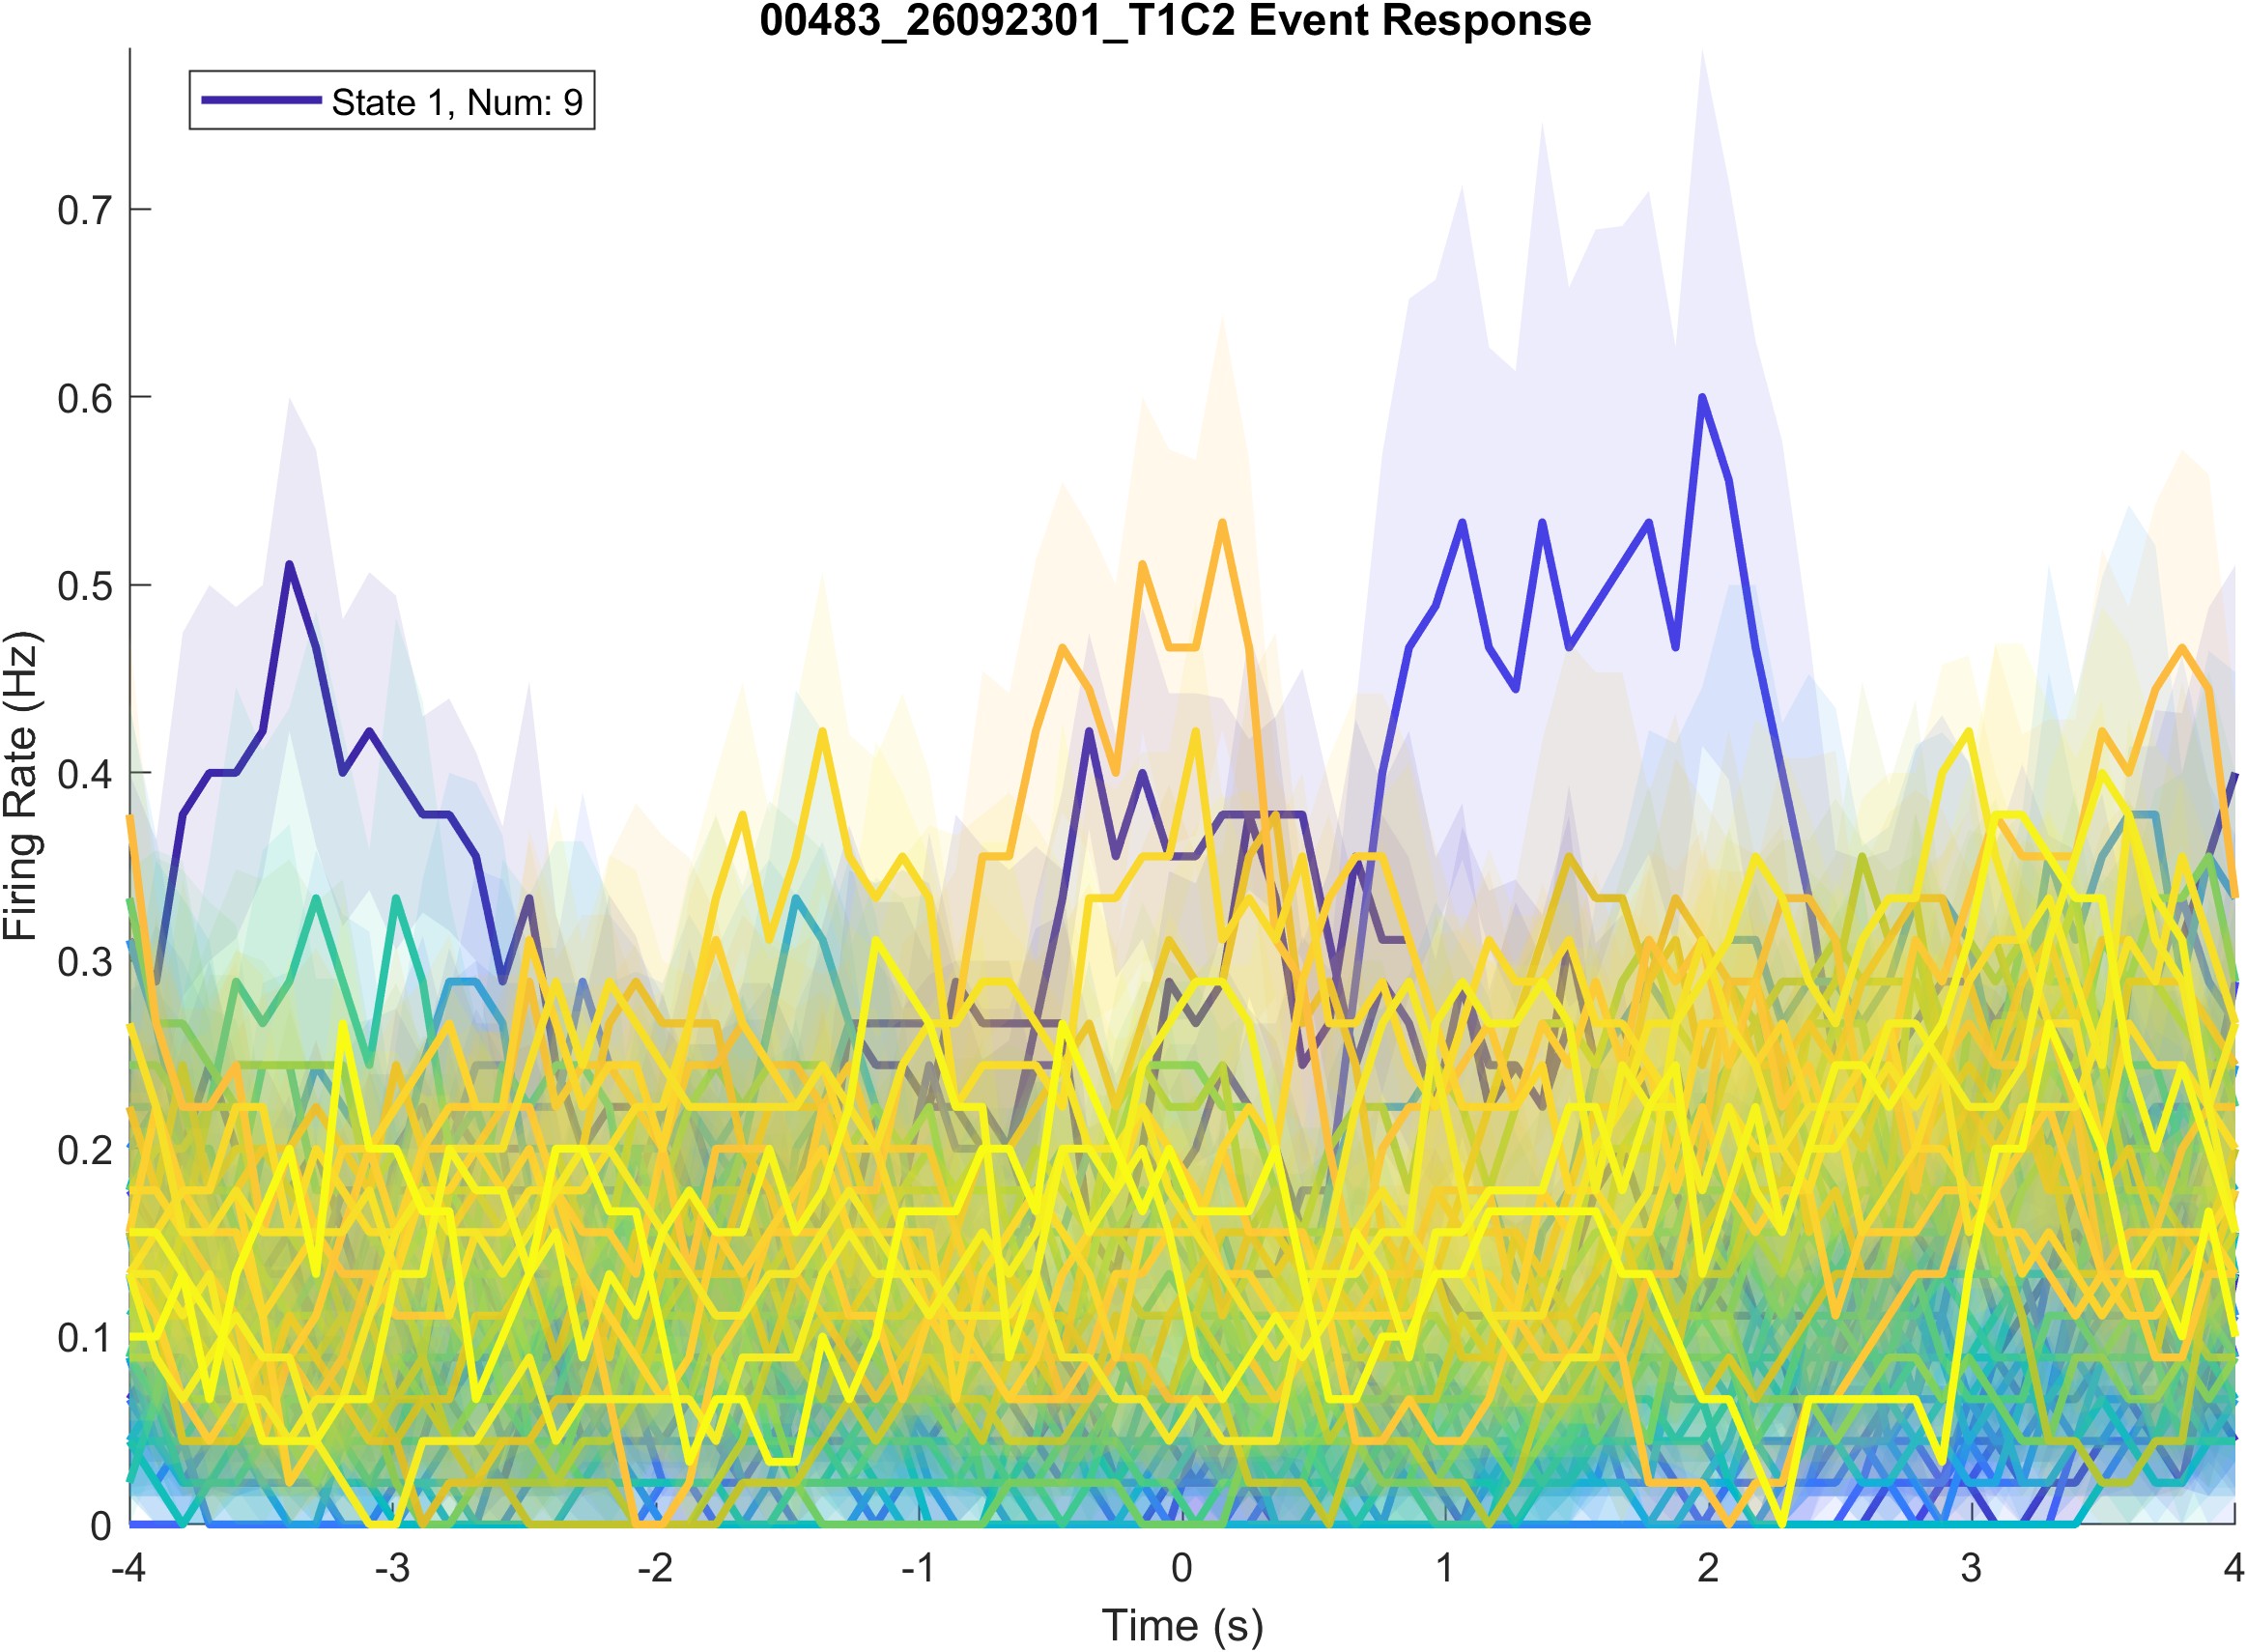 00483_26092301_T1C2 Event Response
State 1, Num: 9
Firing Rate (Hz)
0.7
0.6
0.5
0.4
0.3
0.2
0.1
0
-4 -3 -2 -1 0 1 2 3 4
Time (s)